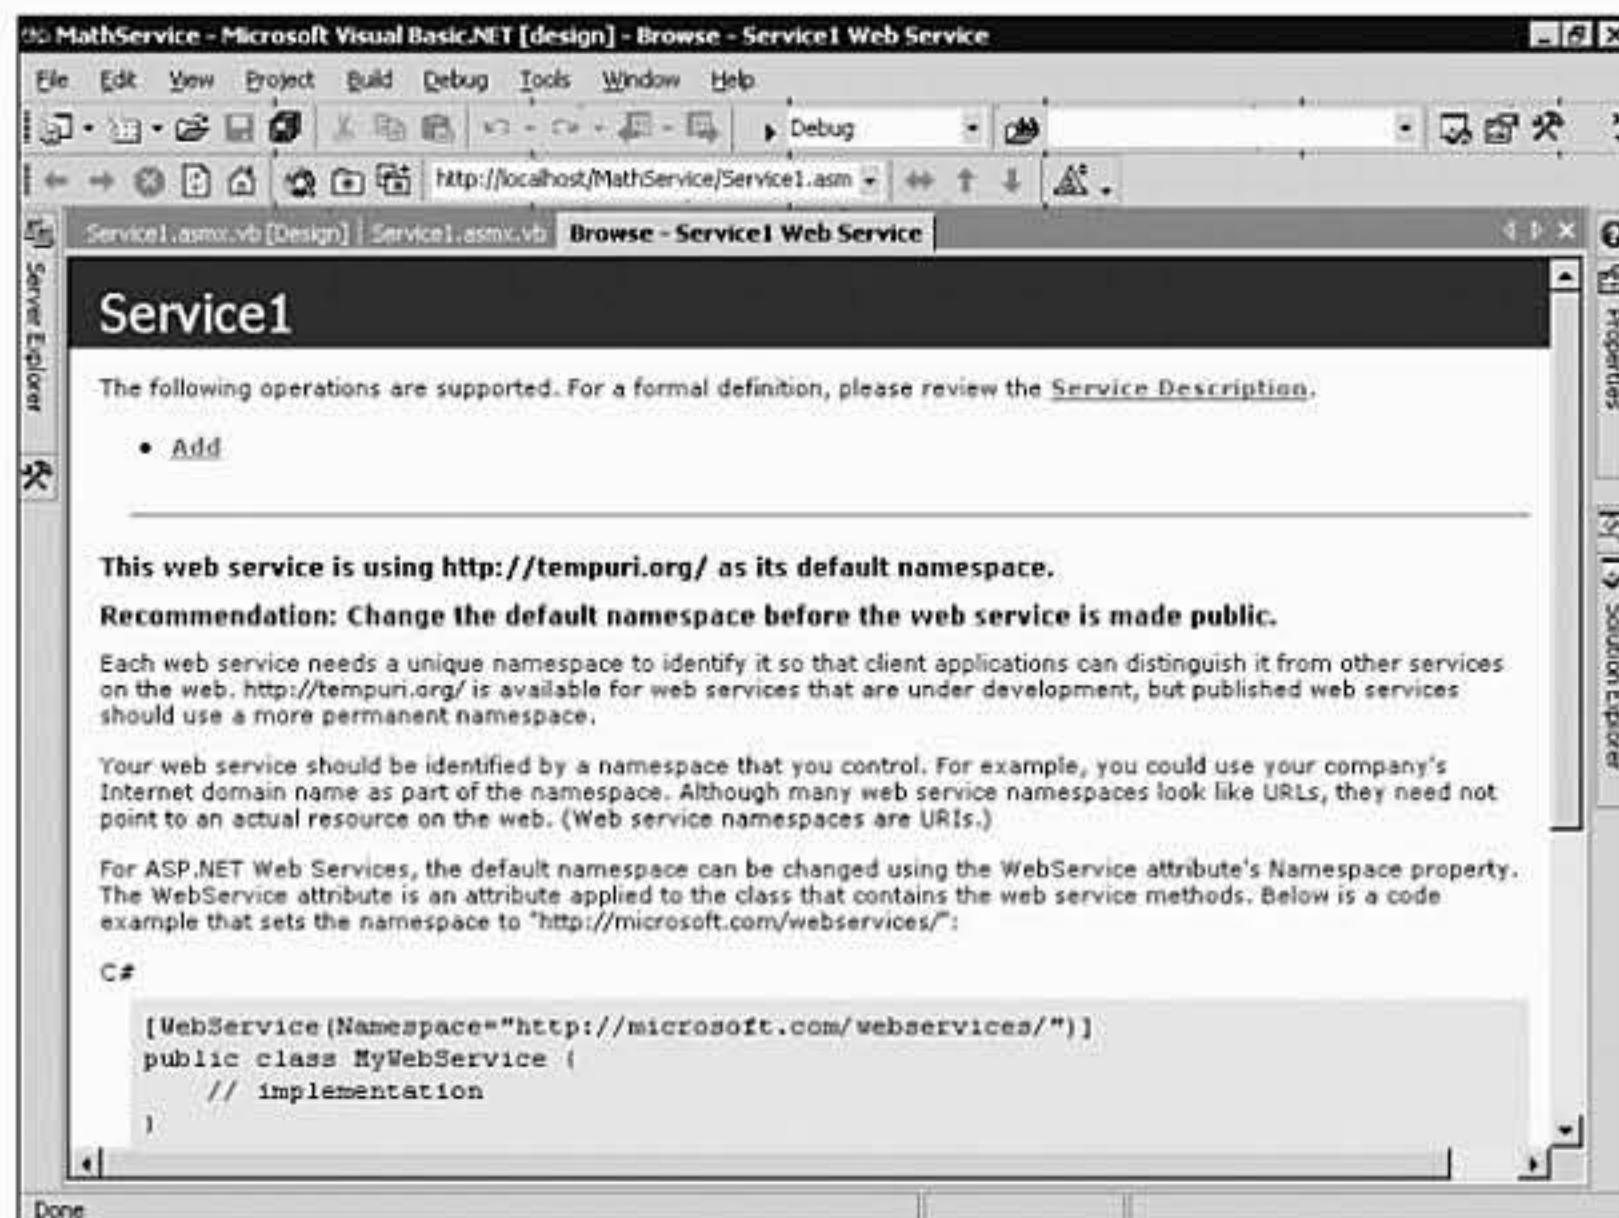 MathService - Microsoft Visual Basic.NET [design] - Browse - Service1 Web Service
File Edit View Project Build Debug Tools Window Help
Debug
http://localhost/MathService/Service1.asm
Service1.asmx.vb [Design] Service1.asmx.vb Browse - Service1 Web Service
Server Explorer
Properties
Solution Explorer
Service1
The following operations are supported. For a formal definition, please review the Service Description.
• Add
This web service is using http://tempuri.org/ as its default namespace.
Recommendation: Change the default namespace before the web service is made public.
Each web service needs a unique namespace to identify it so that client applications can distinguish it from other services
on the web. http://tempuri.org/ is available for web services that are under development, but published web services
should use a more permanent namespace.
Your web service should be identified by a namespace that you control. For example, you could use your company's
Internet domain name as part of the namespace. Although many web service namespaces look like URLs, they need not
point to an actual resource on the web. (Web service namespaces are URIs.)
For ASP.NET Web Services, the default namespace can be changed using the WebService attribute's Namespace property.
The WebService attribute is an attribute applied to the class that contains the web service methods. Below is a code
example that sets the namespace to "http://microsoft.com/webservices/":
C#
[WebService(Namespace="http://microsoft.com/webservices/")]
public class MyWebService {
// implementation
}
Done